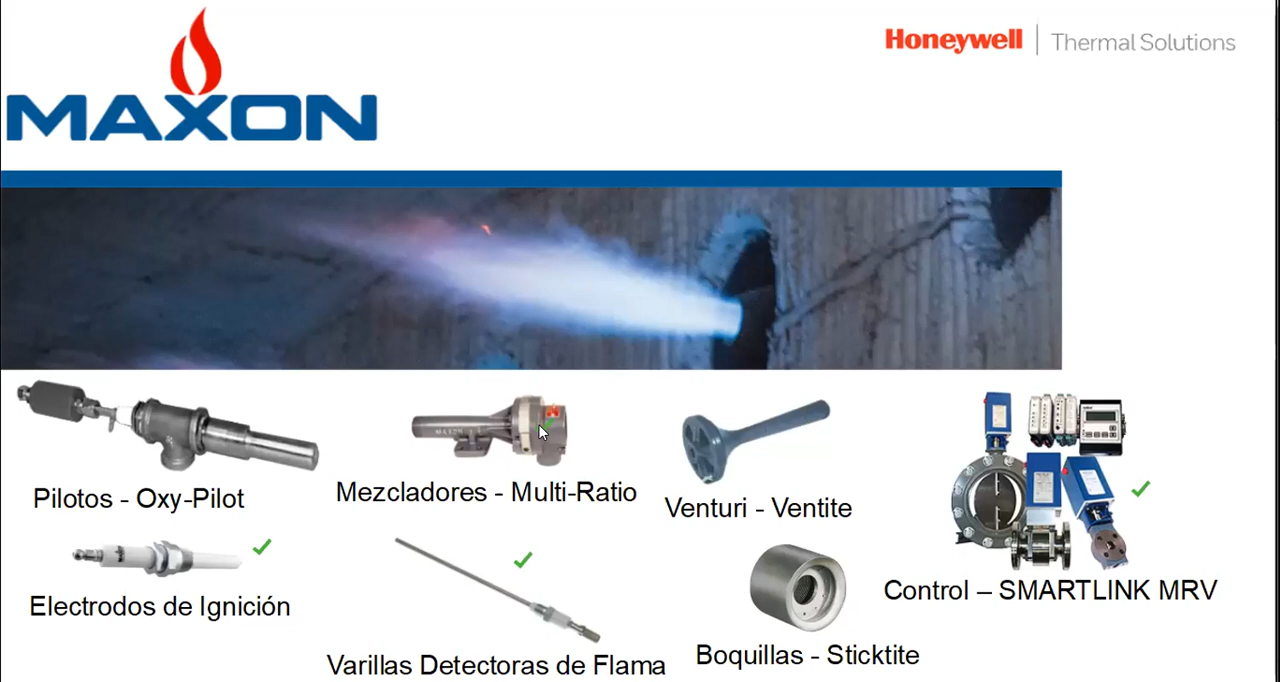 MAXON
Honeywell | Thermal Solutions
Pilotos - Oxy-Pilot
Mezcladores - Multi-Ratio
Venturi - Ventite
Control – SMARTLINK MRV
Electrodos de Ignición
Varillas Detectoras de Flama
Boquillas - Sticktite